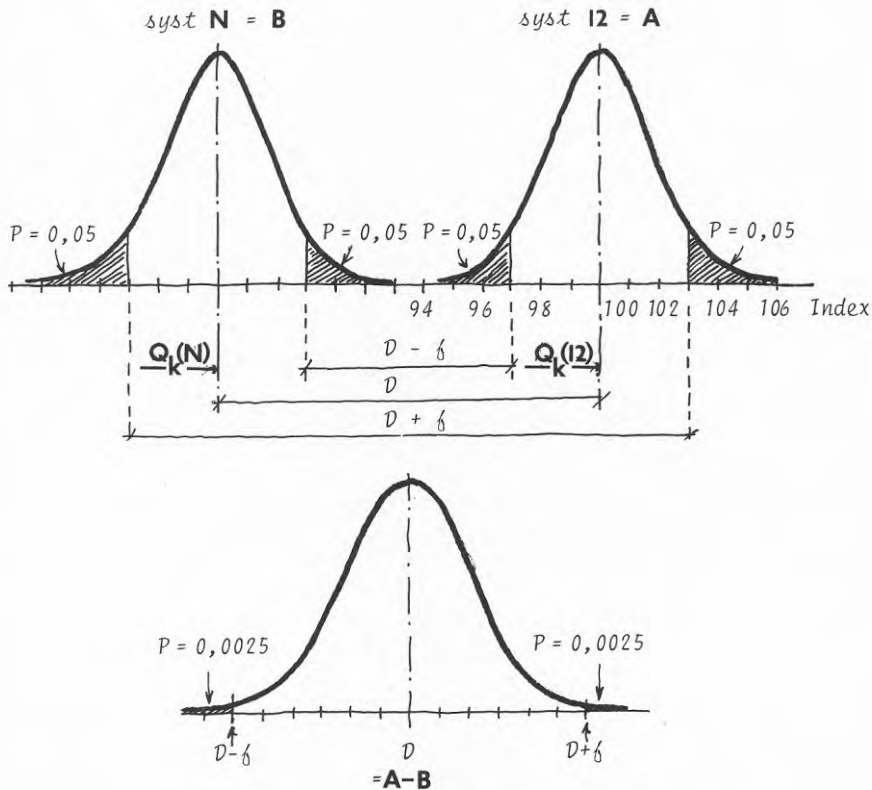 syst N = B
syst I2 = A
P = 0,05
P = 0,05
P = 0,05
P = 0,05
94 96 98 100 102 104 106 Index
Qk(N)
D - f
Qk(I2)
D
D + f
P = 0,0025
P = 0,0025
D-f
D
D+f
=A-B